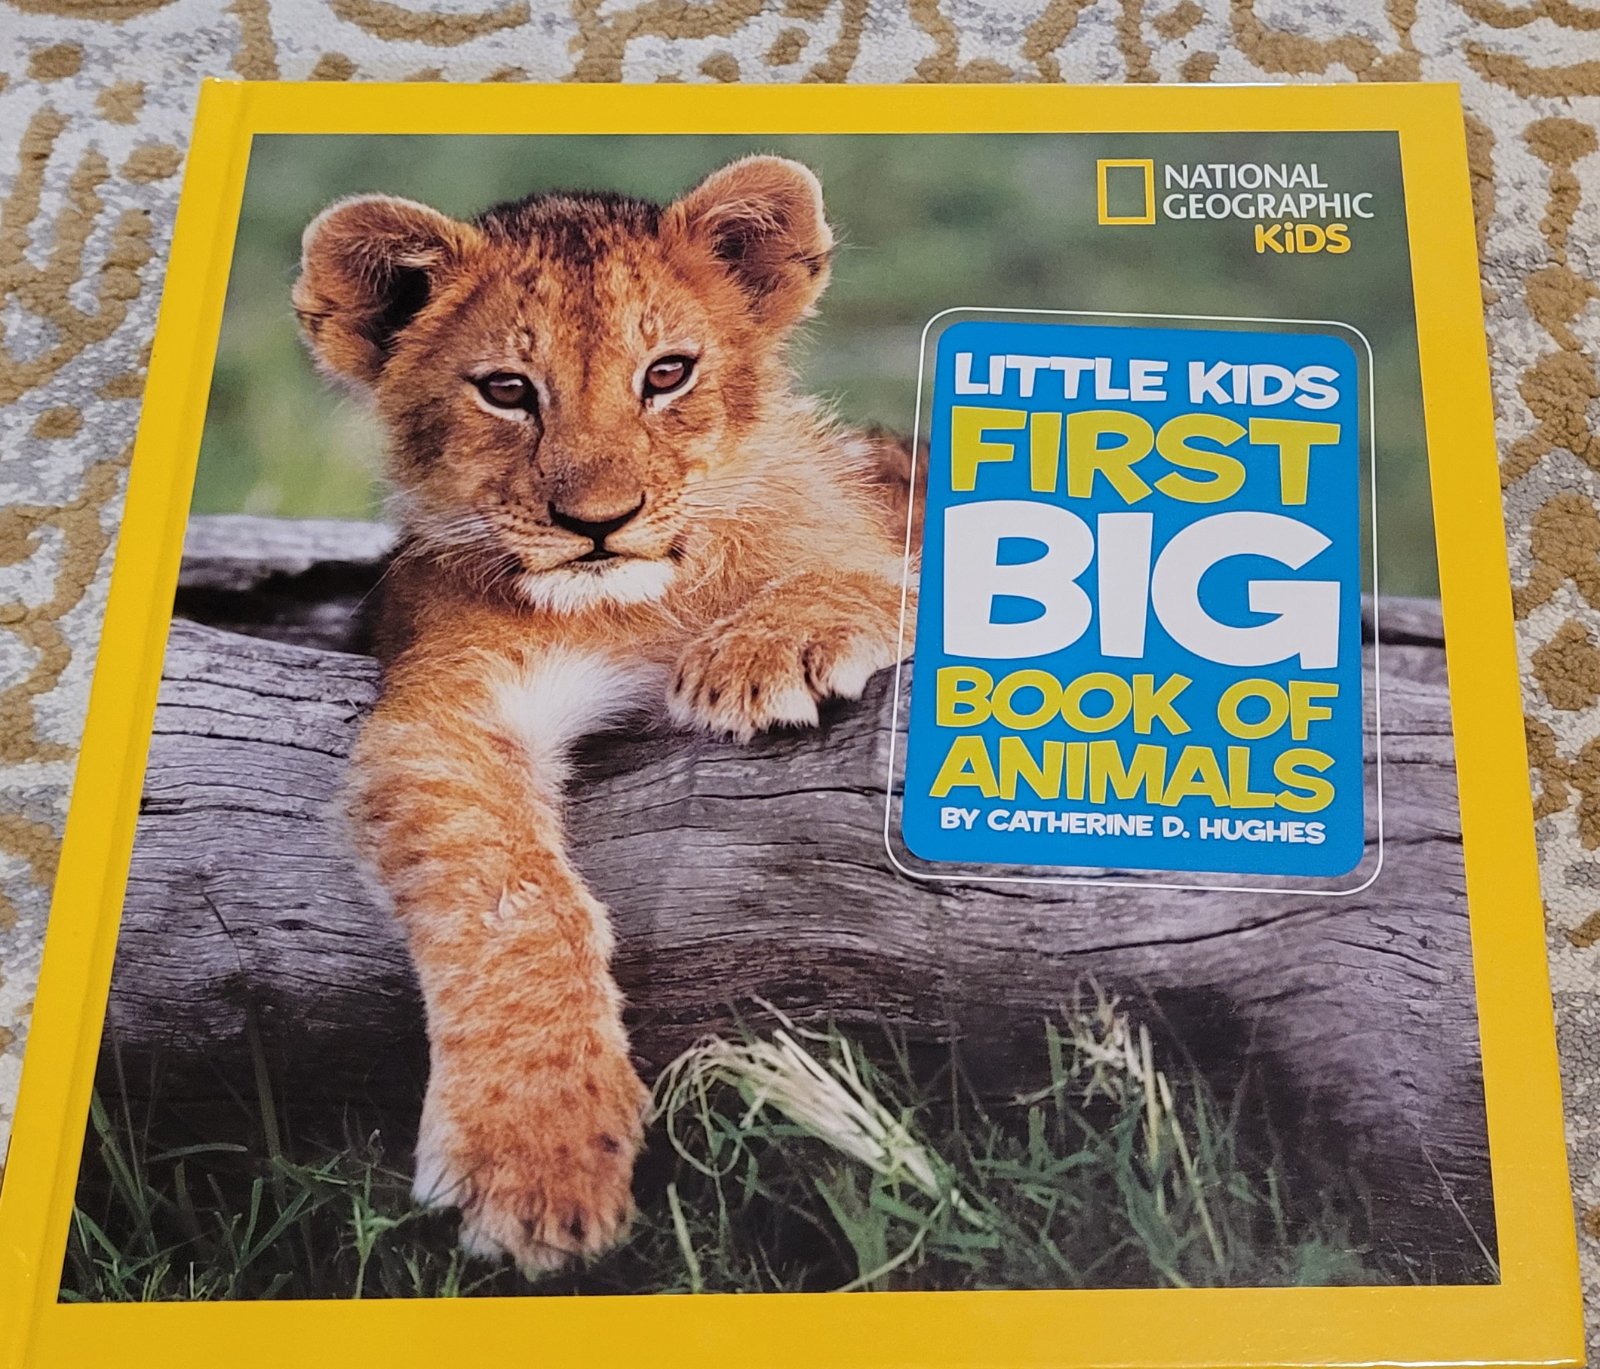 NATIONAL
GEOGRAPHIC
KiDS
LITTLE KIDS
FIRST
BIG
BOOK OF
ANIMALS
BY CATHERINE D. HUGHES